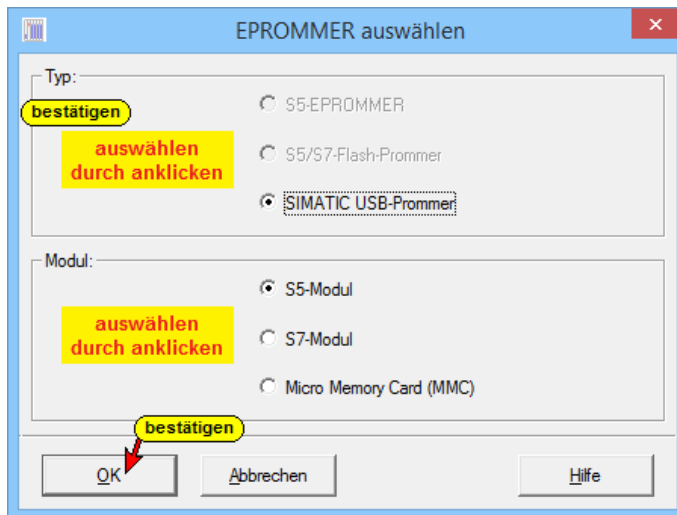 EPROMMER auswählen
Typ:
bestätigen
S5-EPROMMER
auswählen
durch anklicken
S5/S7-Flash-Prommer
SIMATIC USB-Prommer
Modul:
S5-Modul
auswählen
durch anklicken
S7-Modul
Micro Memory Card (MMC)
bestätigen
OK
Abbrechen
Hilfe